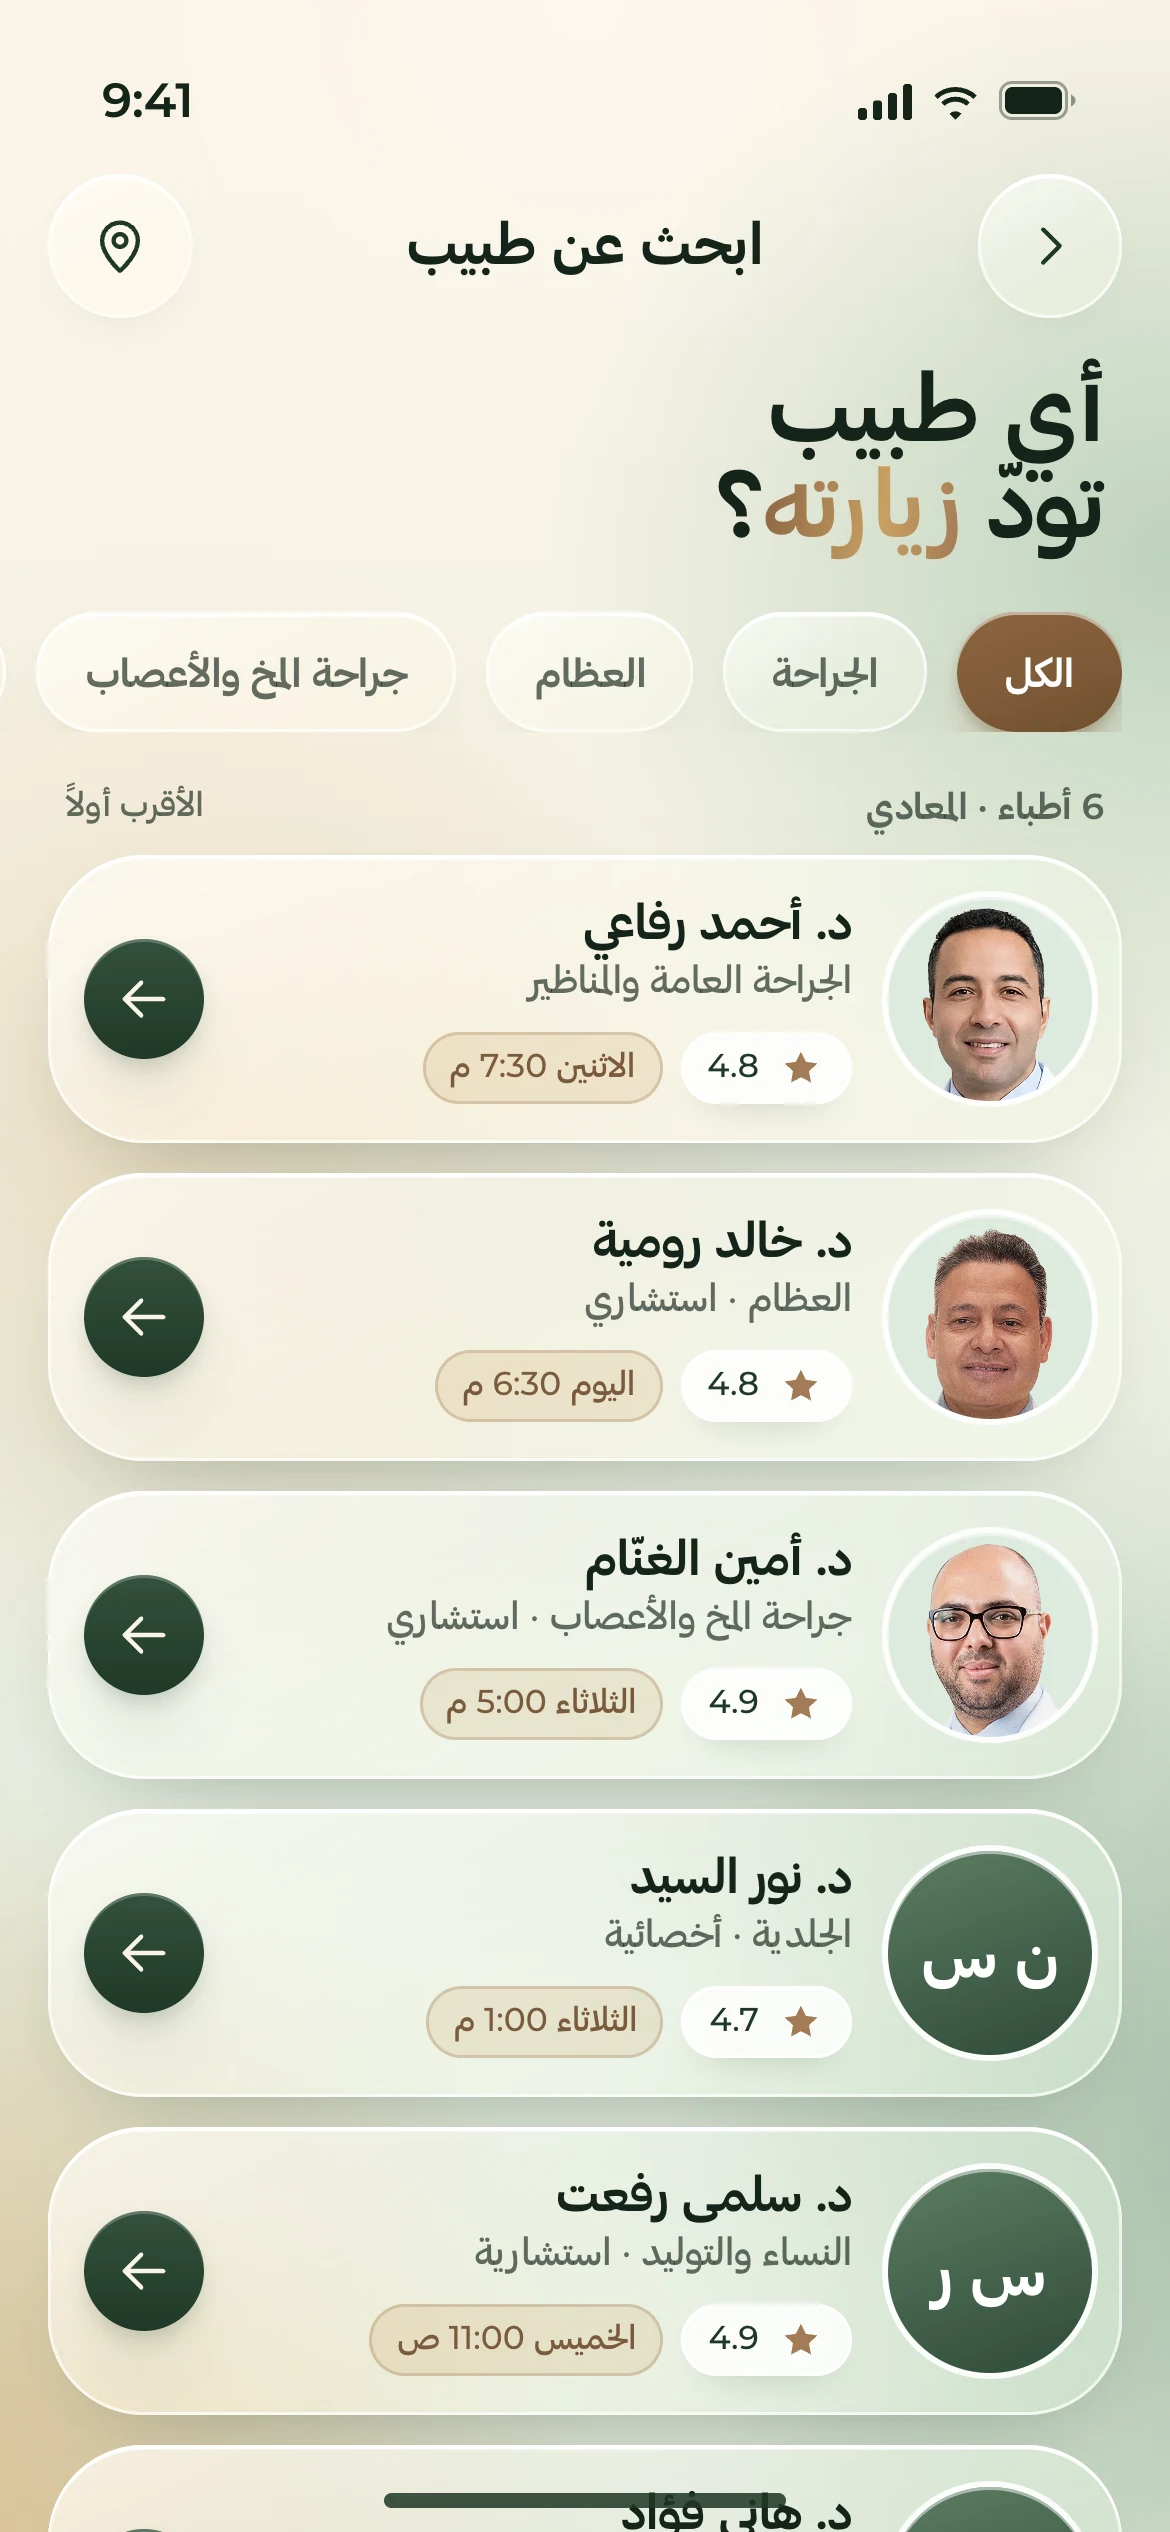 9:41
ابحث عن طبيب
أي طبيب
تودّ زيارته؟
الكل
الجراحة
العظام
جراحة المخ والأعصاب
6 أطباء · المعادي
الأقرب أولاً
د. أحمد رفاعي
الجراحة العامة والمناظير
4.8
الاثنين 7:30 م
د. خالد رومية
العظام · استشاري
4.8
اليوم 6:30 م
د. أمين الغنّام
جراحة المخ والأعصاب · استشاري
4.9
الثلاثاء 5:00 م
ن س
د. نور السيد
الجلدية · أخصائية
4.7
الثلاثاء 1:00 م
س ر
د. سلمى رفعت
النساء والتوليد · استشارية
4.9
الخميس 11:00 ص
د. هاني فؤاد